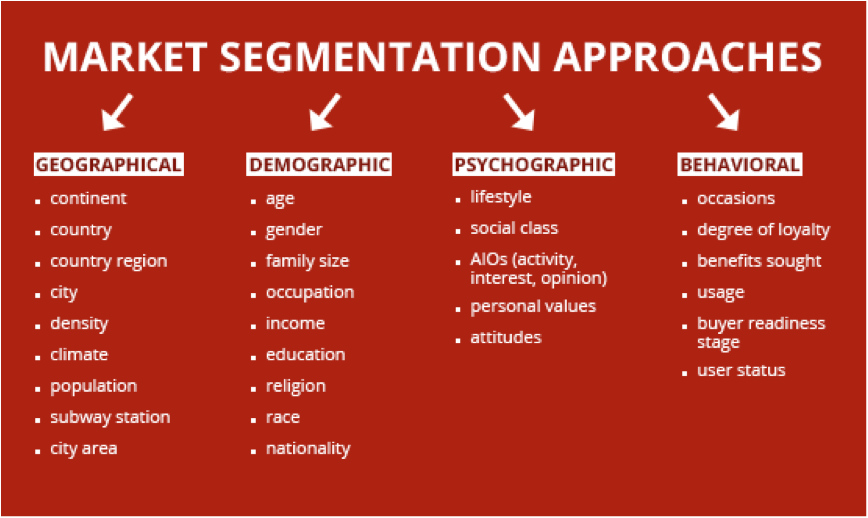 MARKET SEGMENTATION APPROACHES
GEOGRAPHICAL
continent
country
country region
city
density
climate
population
subway station
city area
DEMOGRAPHIC
age
gender
family size
occupation
income
education
religion
race
nationality
PSYCHOGRAPHIC
lifestyle
social class
AIOs (activity,
interest, opinion)
personal values
attitudes
BEHAVIORAL
occasions
degree of loyalty
benefits sought
usage
buyer readiness
stage
user status